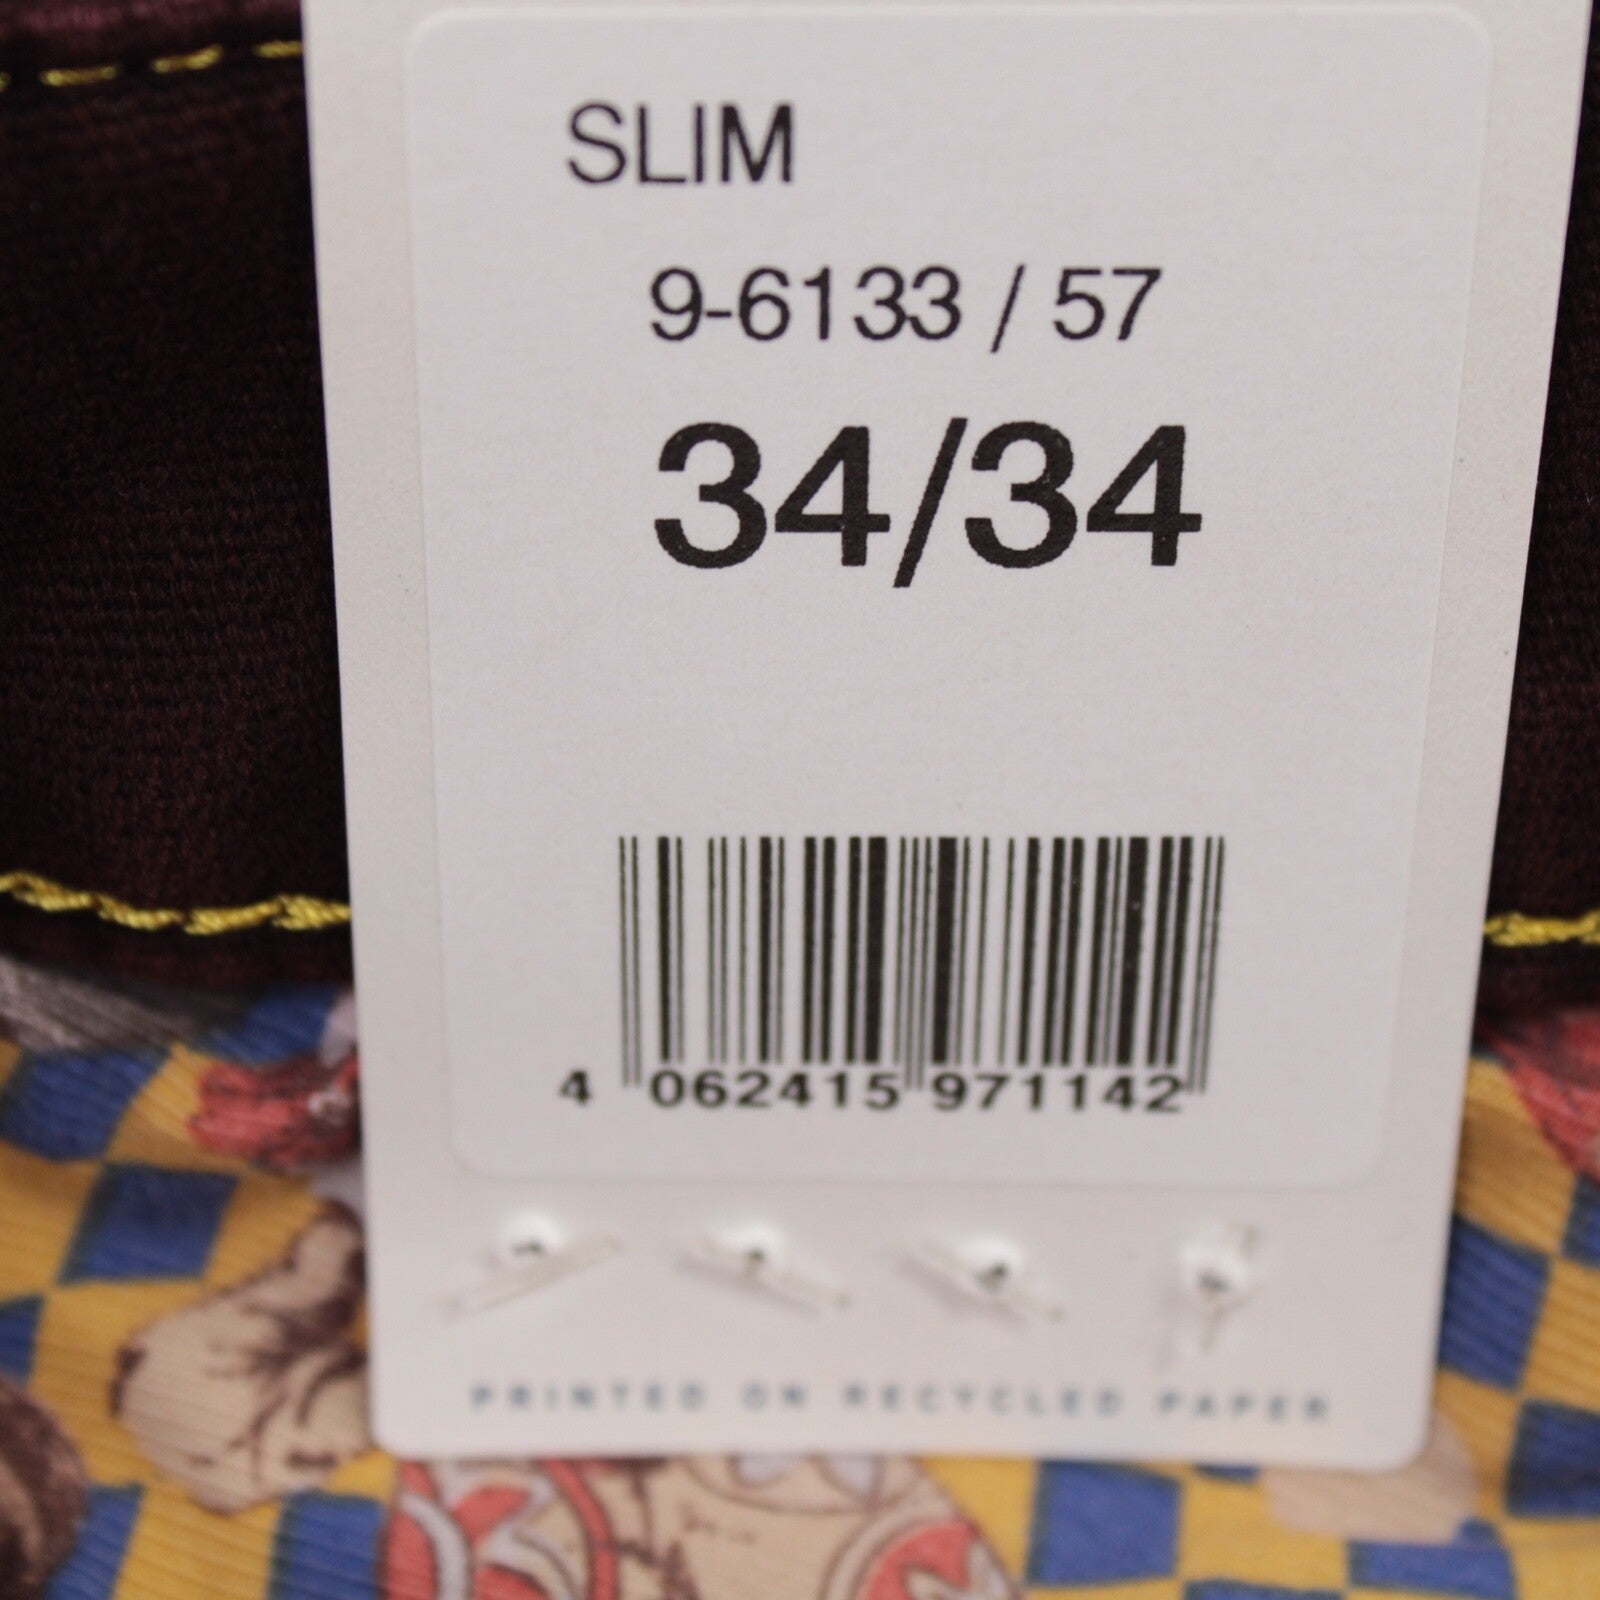 SLIM
9-6133 / 57
34/34
4 062415 971142
PRINTED ON RECYCLED PAPER